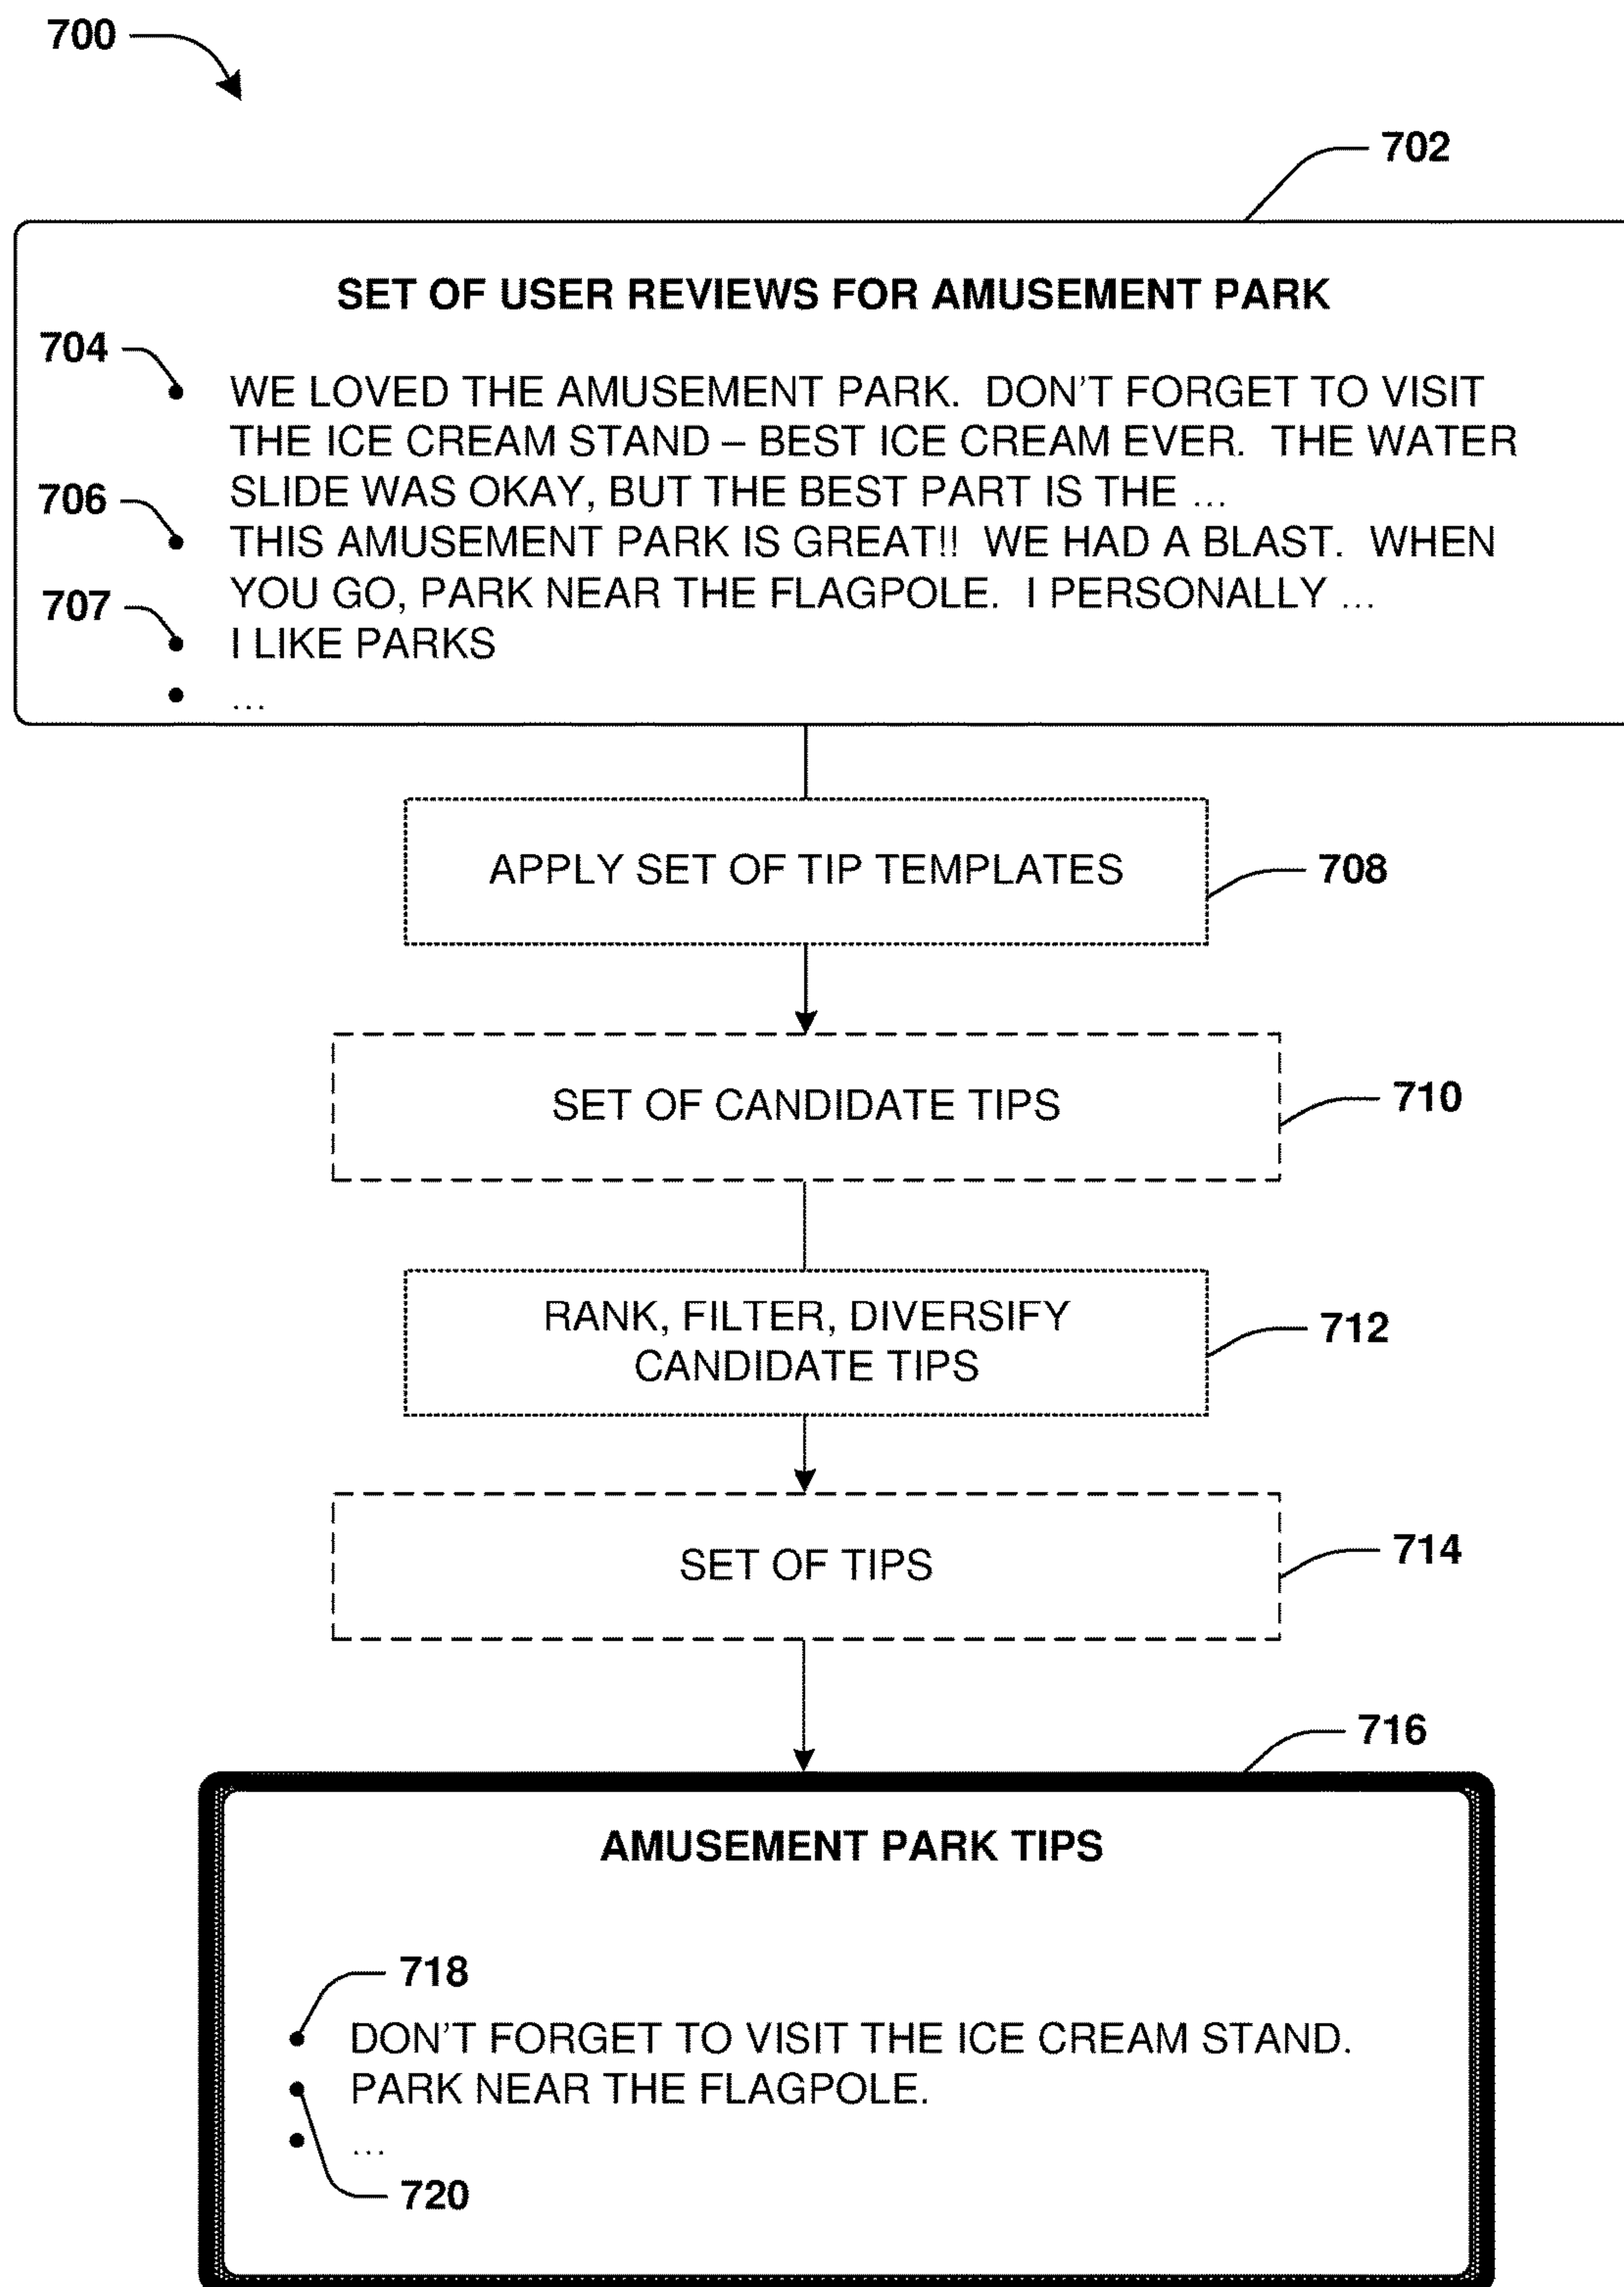 700
702
SET OF USER REVIEWS FOR AMUSEMENT PARK
704
• WE LOVED THE AMUSEMENT PARK. DON'T FORGET TO VISIT
THE ICE CREAM STAND – BEST ICE CREAM EVER. THE WATER
SLIDE WAS OKAY, BUT THE BEST PART IS THE ...
706
• THIS AMUSEMENT PARK IS GREAT!! WE HAD A BLAST. WHEN
YOU GO, PARK NEAR THE FLAGPOLE. I PERSONALLY ...
707
• I LIKE PARKS
• ...
APPLY SET OF TIP TEMPLATES
708
SET OF CANDIDATE TIPS
710
RANK, FILTER, DIVERSIFY
CANDIDATE TIPS
712
SET OF TIPS
714
716
AMUSEMENT PARK TIPS
718
• DON'T FORGET TO VISIT THE ICE CREAM STAND.
• PARK NEAR THE FLAGPOLE.
• ...
720